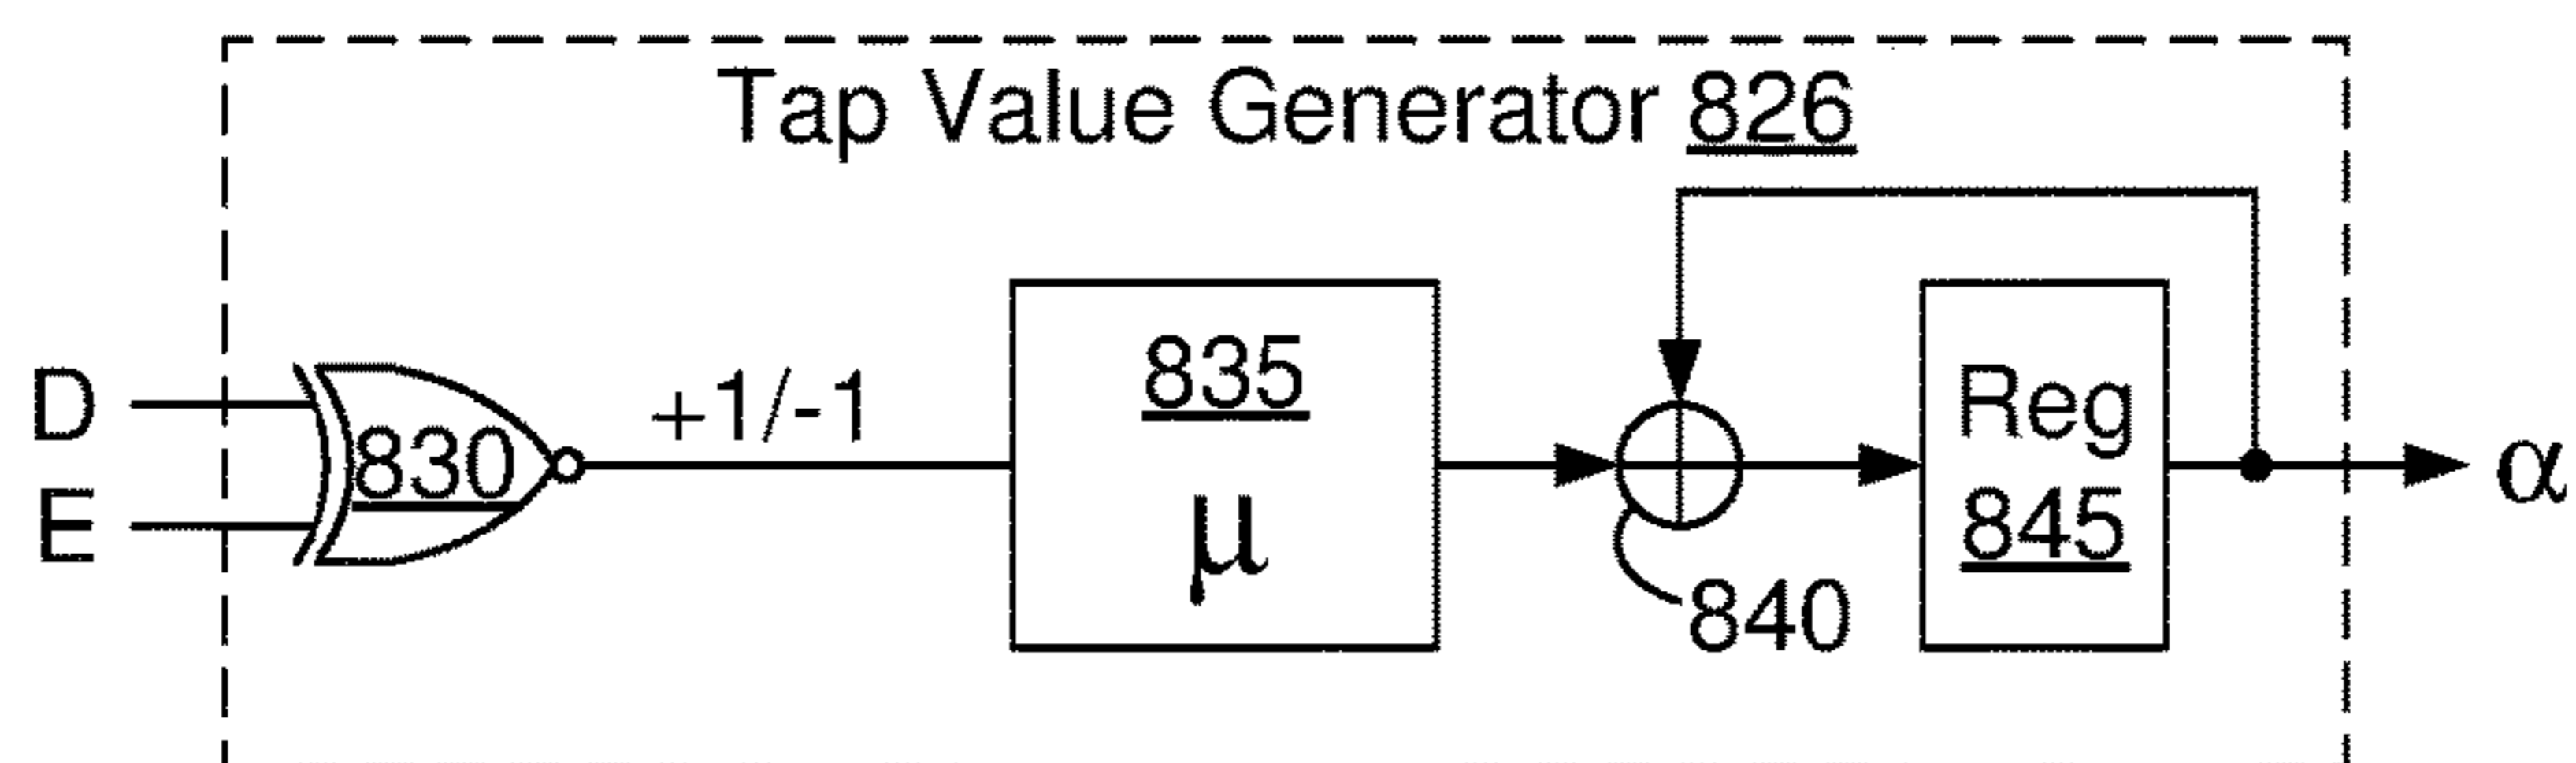 Tap Value Generator 826
D
E
830
+1/-1
835
μ
840
Reg
845
α